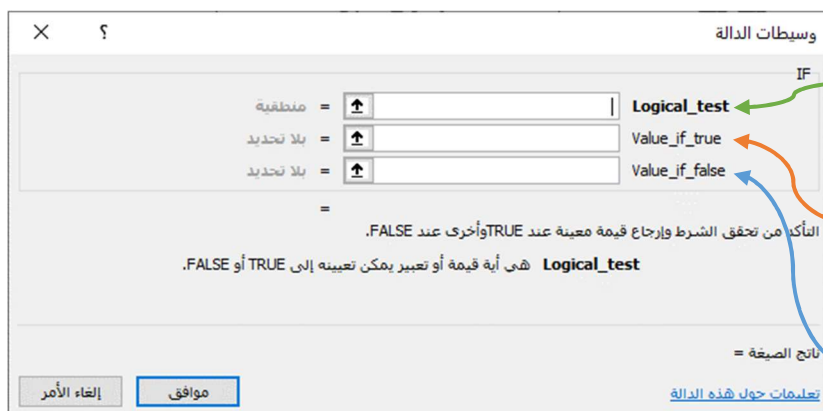 وسيطات الدالة ؟ ×
IF
Logical_test = منطقية
Value_if_true = بلا تحديد
Value_if_false = بلا تحديد
=
التأكد من تحقق الشرط وإرجاع قيمة معينة عند TRUEوأخرى عند FALSE.
Logical_test هي أية قيمة أو تعبير يمكن تعيينه إلى TRUE أو FALSE.
ناتج الصيغة =
تعليمات حول هذه الدالة موافق إلغاء الأمر